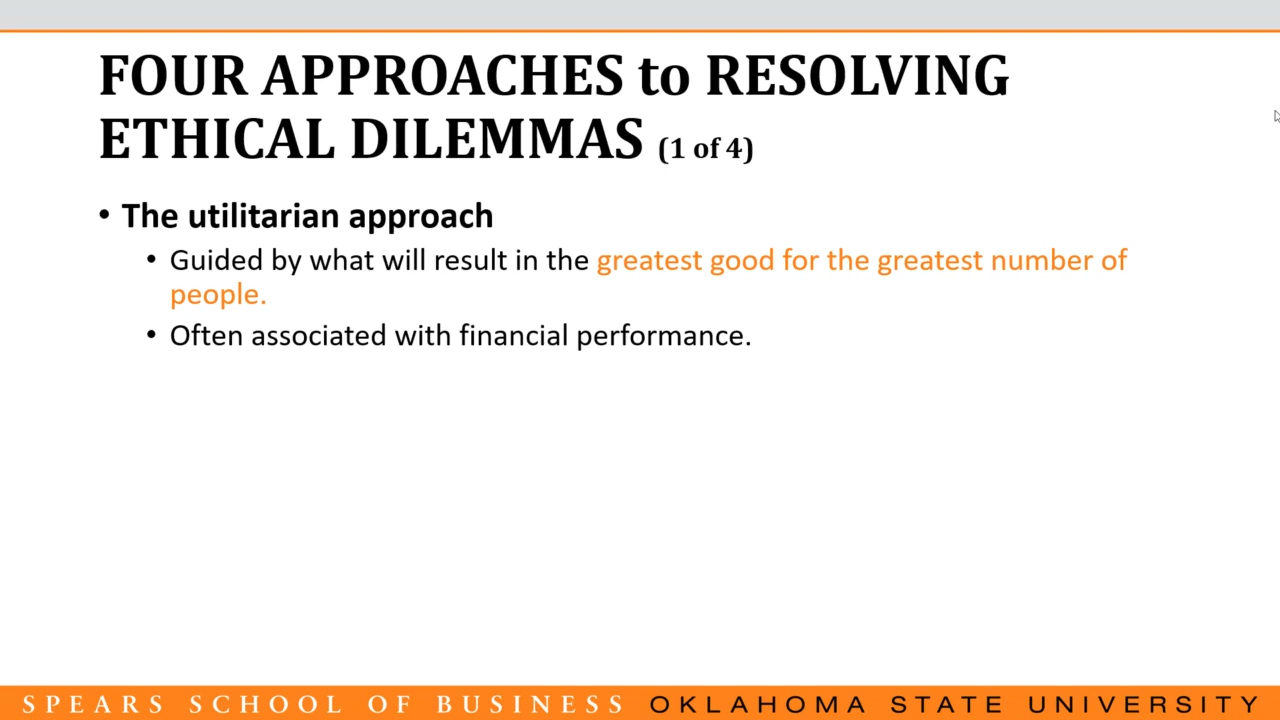 FOUR APPROACHES to RESOLVING
ETHICAL DILEMMAS (1 of 4)
• The utilitarian approach
• Guided by what will result in the greatest good for the greatest number of
people.
• Often associated with financial performance.
SPEARS SCHOOL OF BUSINESS OKLAHOMA STATE UNIVERSITY